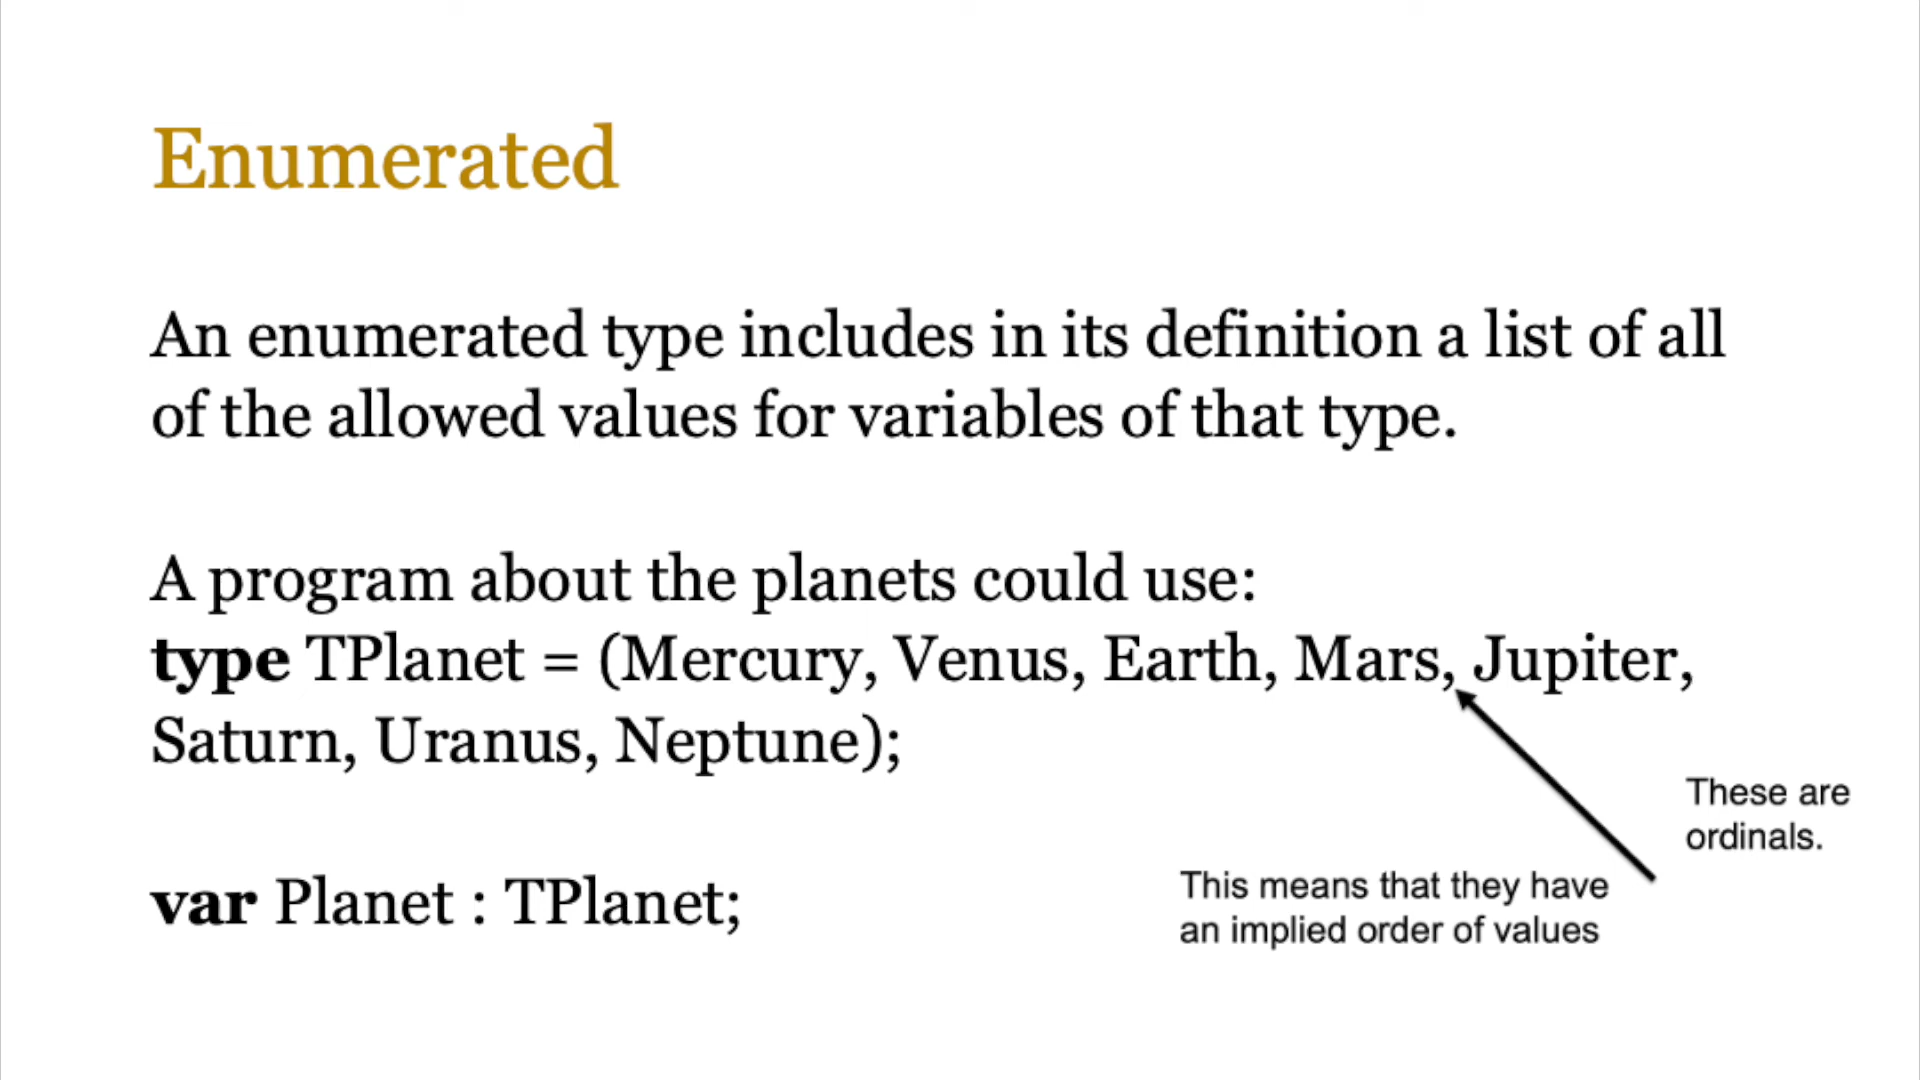 Enumerated
An enumerated type includes in its definition a list of all
of the allowed values for variables of that type.
A program about the planets could use:
type TPlanet = (Mercury, Venus, Earth, Mars, Jupiter,
Saturn, Uranus, Neptune);
var Planet : TPlanet;
These are
ordinals.
This means that they have
an implied order of values